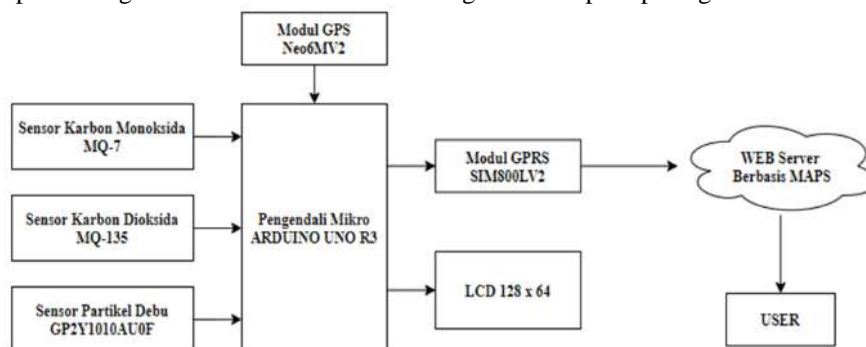 Modul GPS
Neo6MV2
Sensor Karbon Monoksida
MQ-7
Sensor Karbon Dioksida
MQ-135
Sensor Partikel Debu
GP2Y1010AU0F
Pengendali Mikro
ARDUINO UNO R3
Modul GPRS
SIM800LV2
LCD 128 x 64
WEB Server
Berbasis MAPS
USER